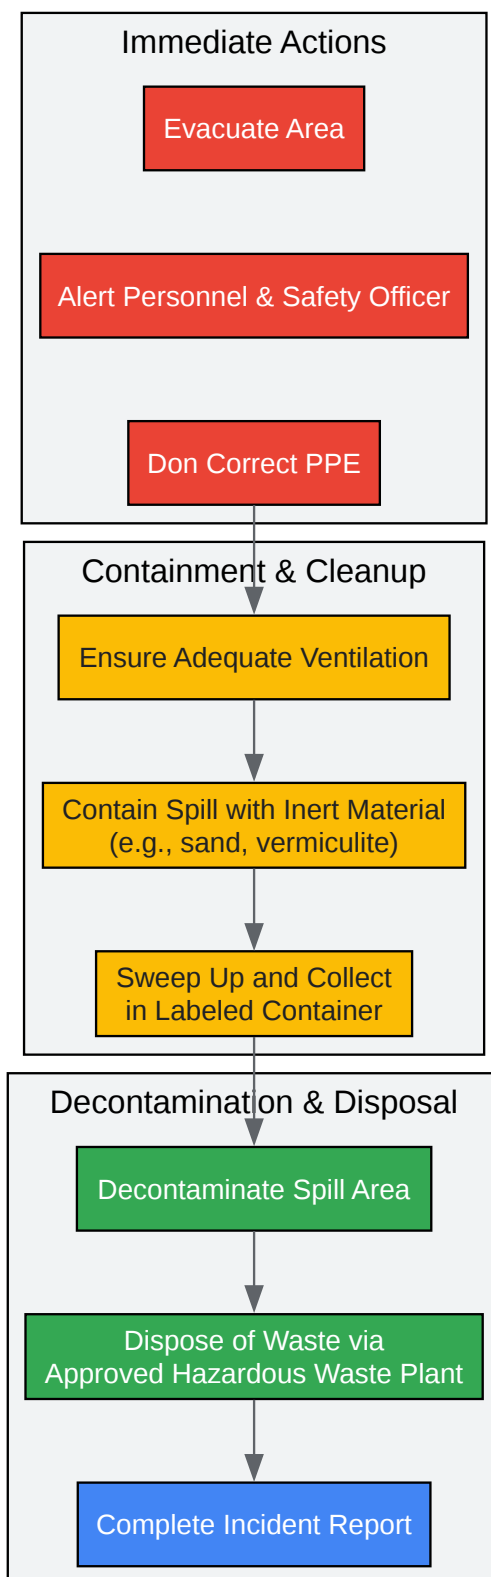 Immediate Actions
Evacuate Area
Alert Personnel & Safety Officer
Don Correct PPE
Containment & Cleanup
Ensure Adequate Ventilation
Contain Spill with Inert Material
(e.g., sand, vermiculite)
Sweep Up and Collect
in Labeled Container
Decontamination & Disposal
Decontaminate Spill Area
Dispose of Waste via
Approved Hazardous Waste Plant
Complete Incident Report